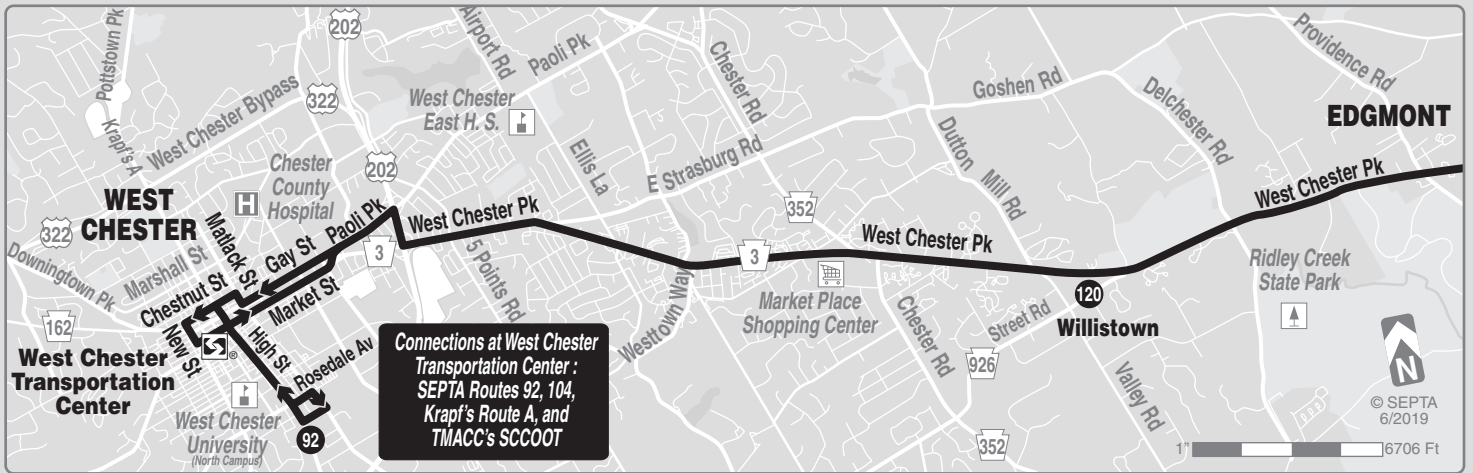 Pottstown Pk
202
Airport Rd
Paoli Pk
Chester Rd
Providence Rd
322
West Chester
East H. S.
Goshen Rd
Delchester Rd
EDGMONT
Krapf's A
West Chester Bypass
Chester
County
Hospital
H
202
Ellis La
E Strasburg Rd
Dutton
Mill Rd
West Chester Pk
WEST
CHESTER
322
Downingtown Pk
Marshall St
Matlack St
Gay St
Paoli Pk
3
West Chester Pk
352
3
West Chester Pk
Ridley Creek
State Park
Chestnut St
Market St
5 Points Rd
Westtown Way
Market Place
Shopping Center
120
Willistown
Street Rd
162
New St
High St
Rosedale Av
West Chester
Transportation
Center
®
West Chester
University
(North Campus)
92
Connections at West Chester
Transportation Center :
SEPTA Routes 92, 104,
Krapf's Route A, and
TMACC's SCCOOT
Chester Rd
926
352
Valley Rd
N
© SEPTA
6/2019
1"
6706 Ft